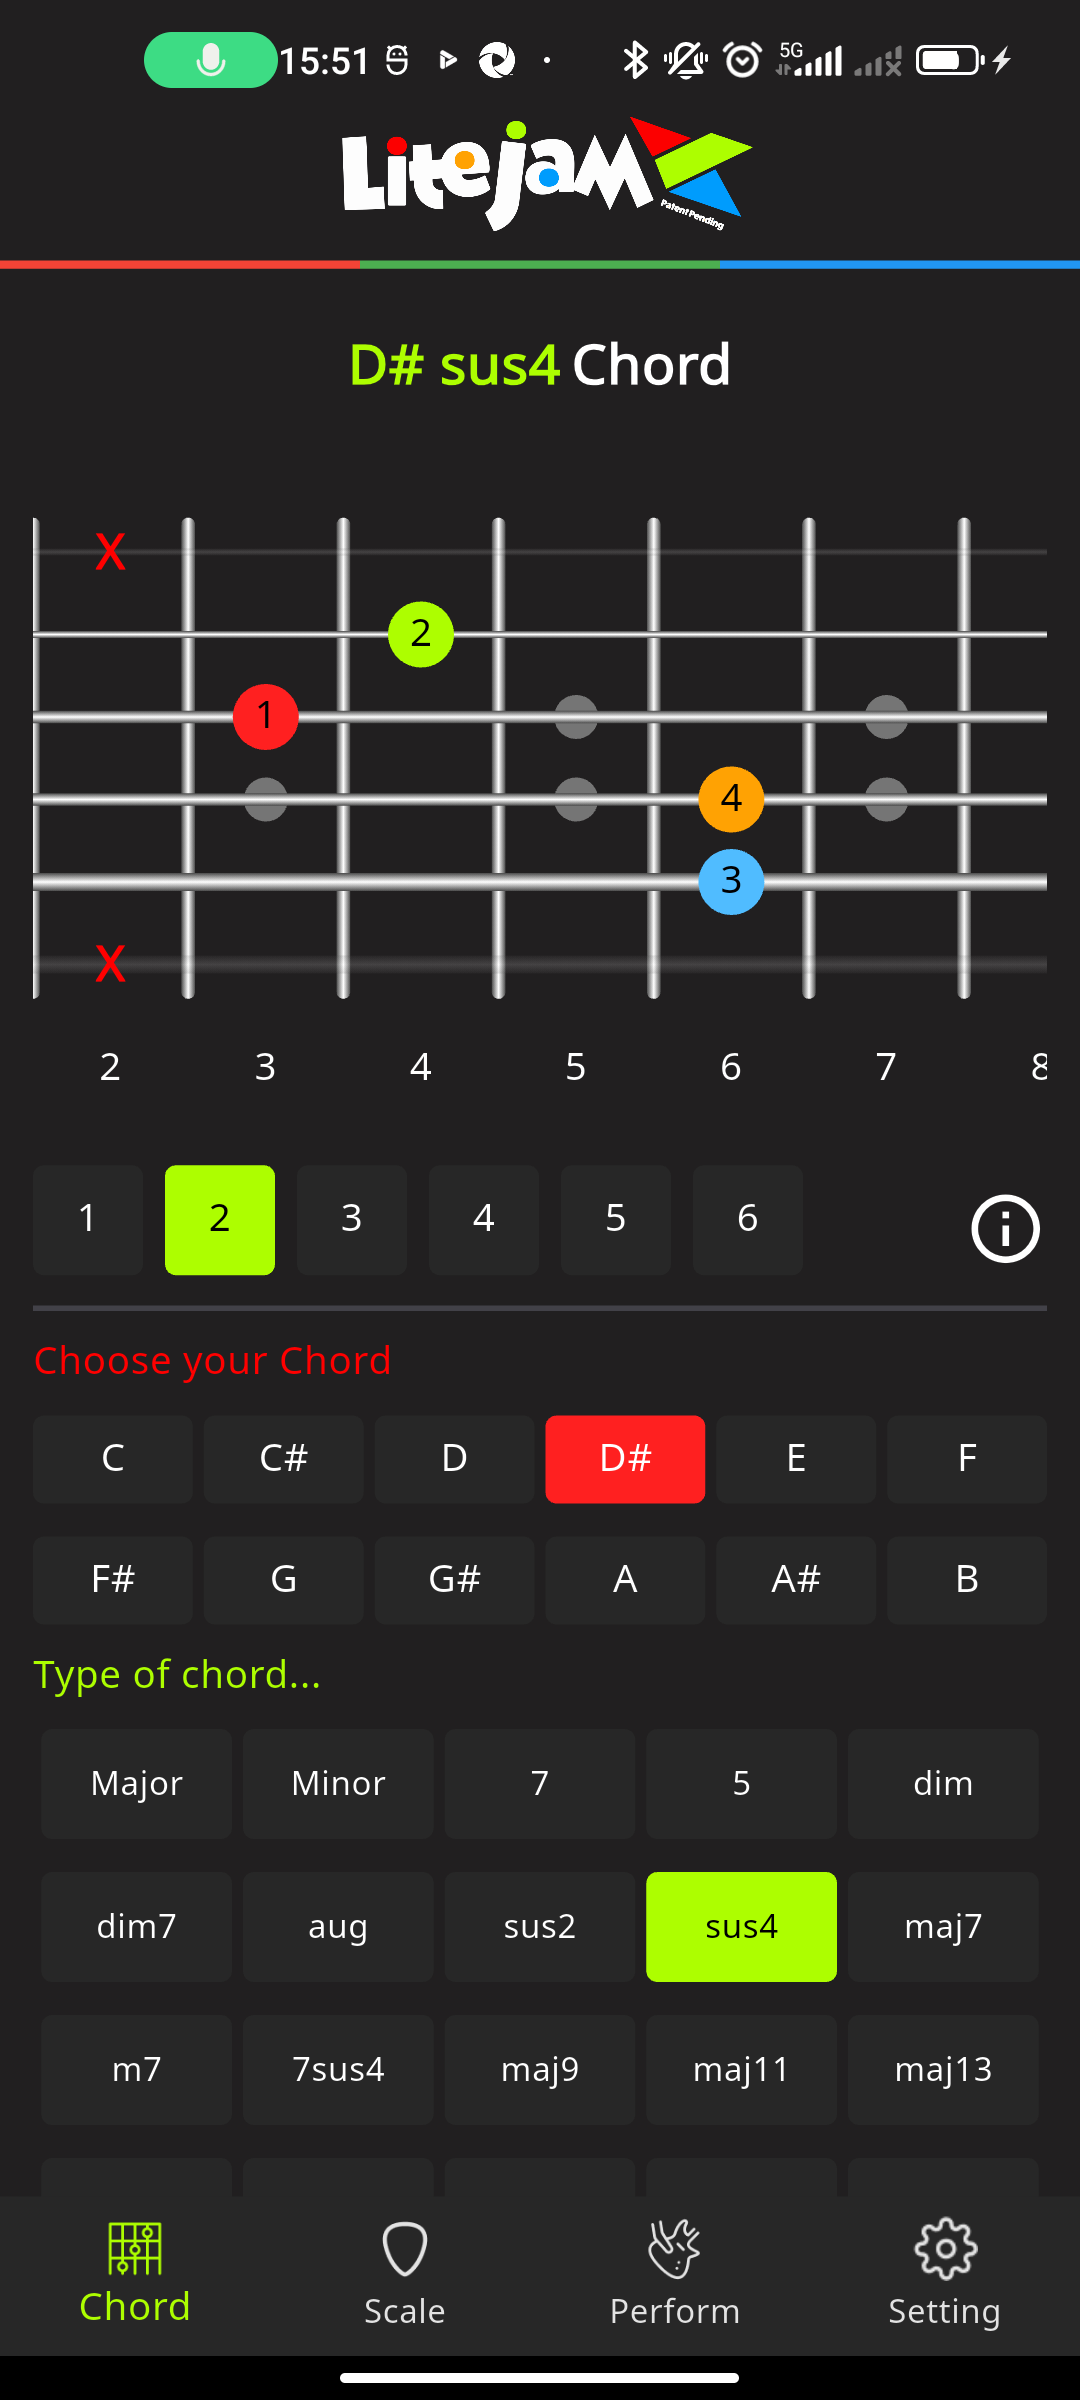 15:51 5G
LiteJam
Patent Pending
D# sus4 Chord
X
2
1
4
3
X
2 3 4 5 6 7 8
1 2 3 4 5 6
Choose your Chord
C C# D D# E F
F# G G# A A# B
Type of chord...
Major Minor 7 5 dim
dim7 aug sus2 sus4 maj7
m7 7sus4 maj9 maj11 maj13
Chord Scale Perform Setting